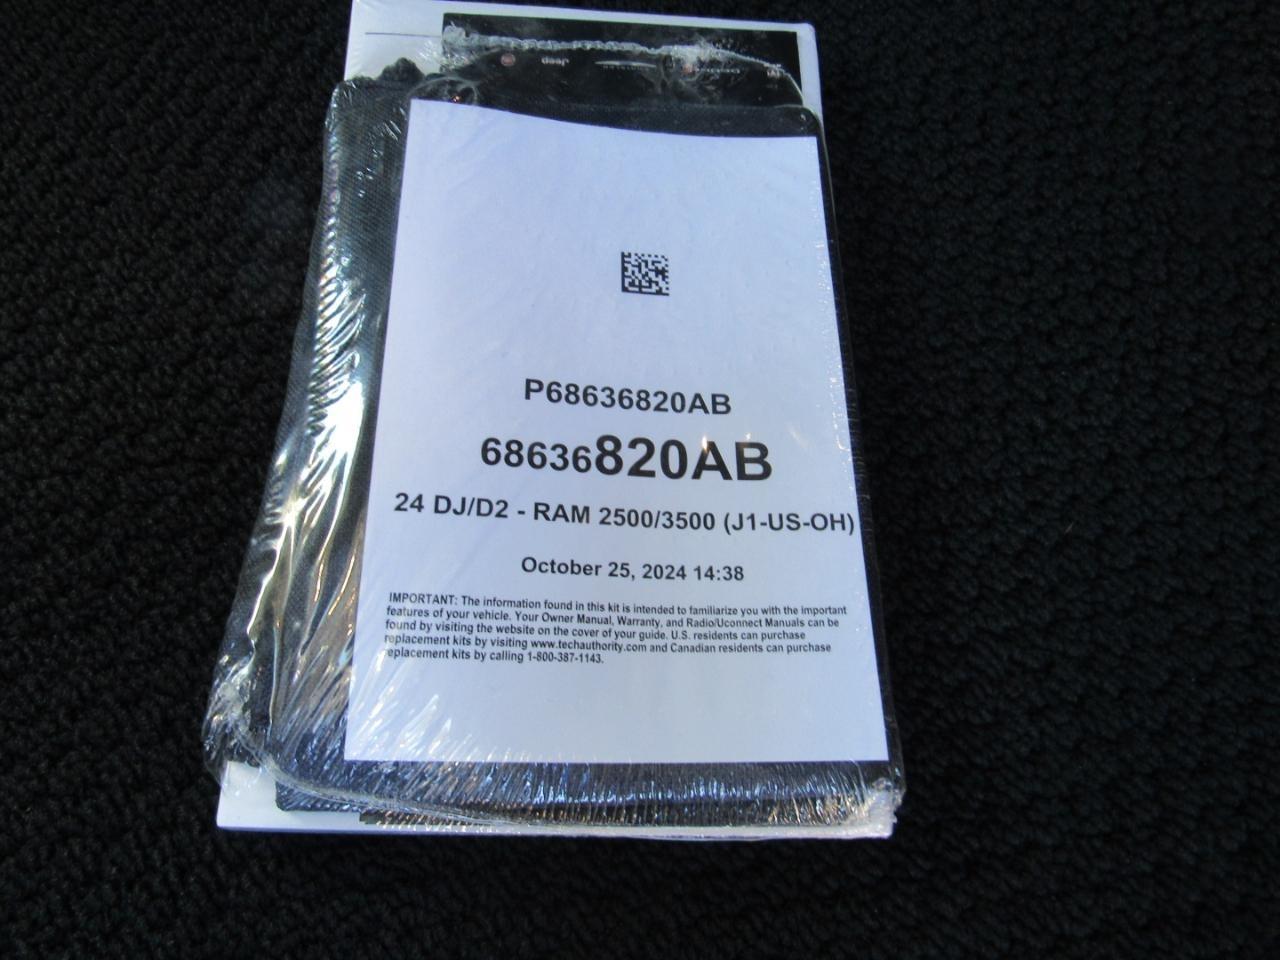 P68636820AB
68636820AB
24 DJ/D2 - RAM 2500/3500 (J1-US-OH)
October 25, 2024 14:38
IMPORTANT: The information found in this kit is intended to familiarize you with the important
features of your vehicle. Your Owner Manual, Warranty, and Radio/Uconnect Manuals can be
found by visiting the website on the cover of your guide. U.S. residents can purchase
replacement kits by visiting www.techauthority.com and Canadian residents can purchase
replacement kits by calling 1-800-387-1143.